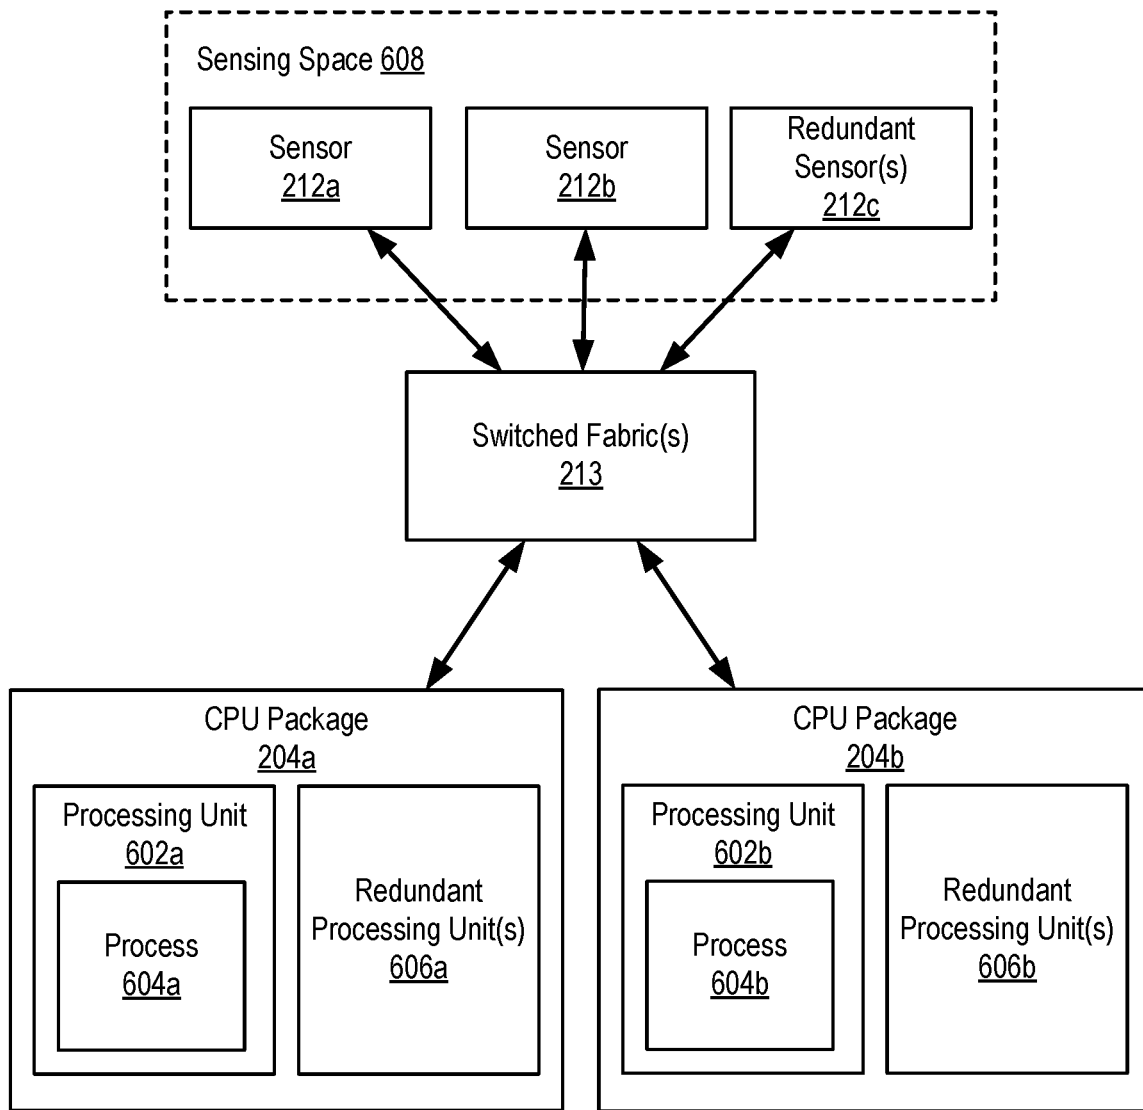 Sensing Space 608
Sensor
212a
Sensor
212b
Redundant
Sensor(s)
212c
Switched Fabric(s)
213
CPU Package
204a
Processing Unit
602a
Process
604a
Redundant
Processing Unit(s)
606a
CPU Package
204b
Processing Unit
602b
Process
604b
Redundant
Processing Unit(s)
606b